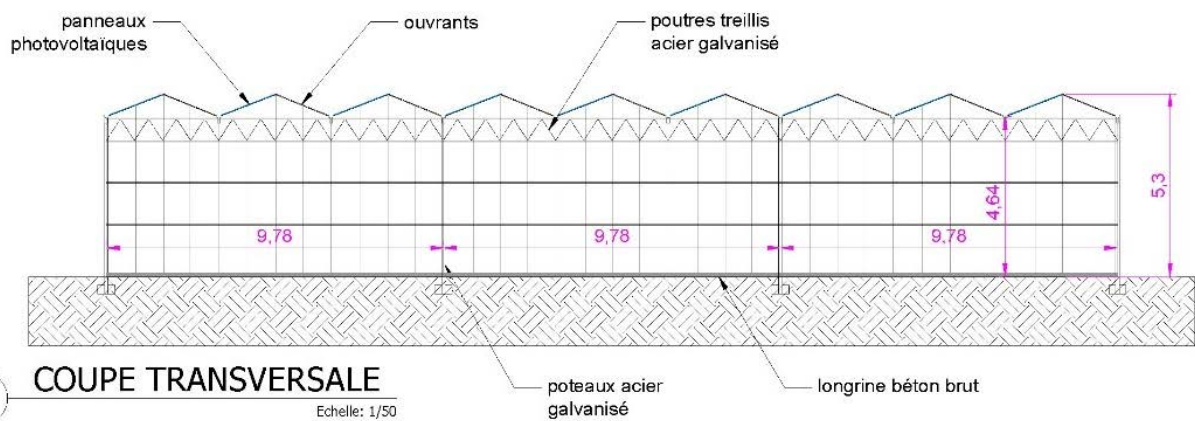 panneaux
photovoltaïques
ouvrants
poutres treillis
acier galvanisé
9,78
9,78
9,78
4,64
5,3
COUPE TRANSVERSALE
Echelle: 1/50
poteaux acier
galvanisé
longrine béton brut